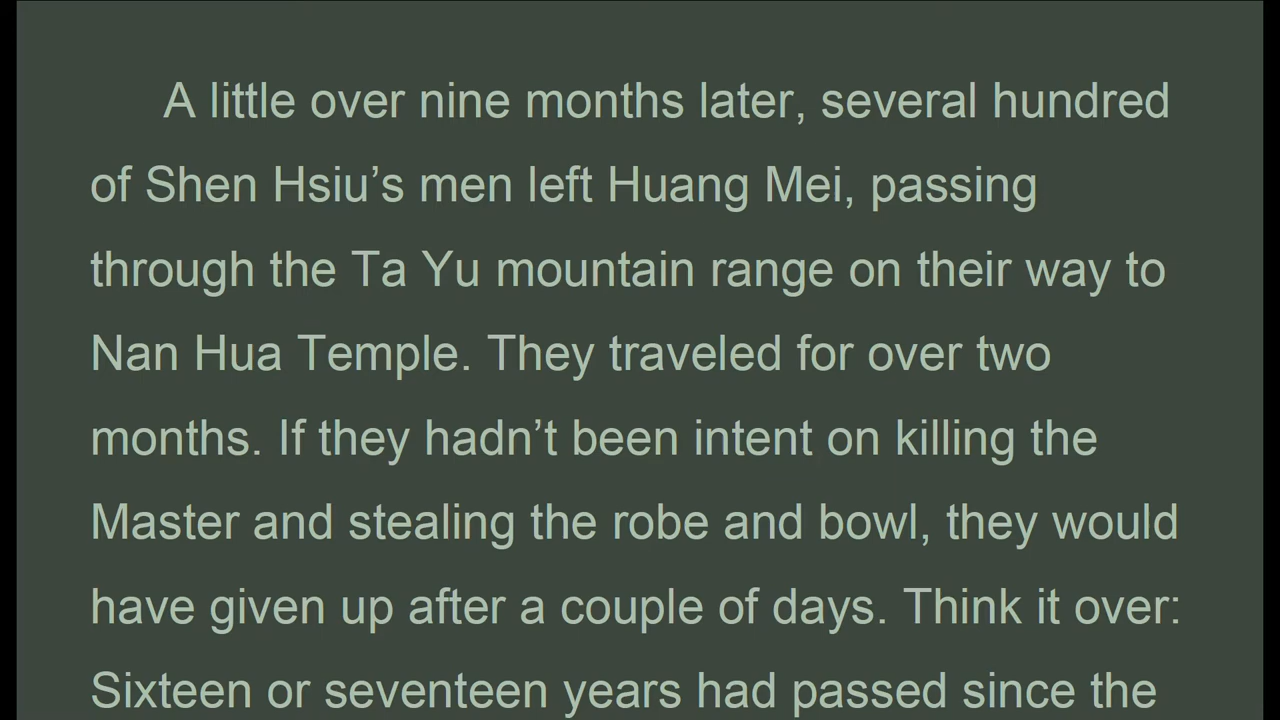 A little over nine months later, several hundred
of Shen Hsiu’s men left Huang Mei, passing
through the Ta Yu mountain range on their way to
Nan Hua Temple. They traveled for over two
months. If they hadn’t been intent on killing the
Master and stealing the robe and bowl, they would
have given up after a couple of days. Think it over:
Sixteen or seventeen years had passed since the